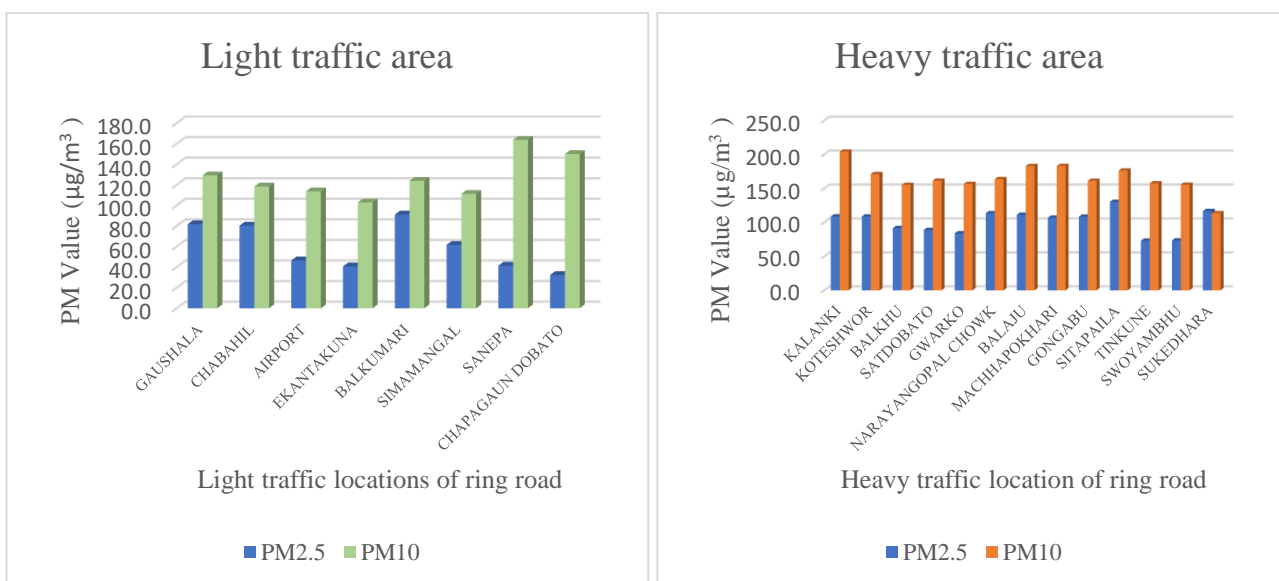 Light traffic area
PM Value (µg/m³ )
180.0
160.0
140.0
120.0
100.0
80.0
60.0
40.0
20.0
0.0
GAUSHALA
CHABAHIL
AIRPORT
EKANTAKUNA
BALKUMARI
SIMAMANGAL
SANEPA
CHAPAGAUN DOBATO
Light traffic locations of ring road
PM2.5 PM10
Heavy traffic area
PM Value (µg/m³ )
250.0
200.0
150.0
100.0
50.0
0.0
KALANKI
KOTESHWOR
BALKHU
SATDOBATO
GWARKO
NARAYANGOPAL CHOWK
BALAJU
MACHHAPOKHARI
GONGABU
SITAPAILA
TINKUNE
SWOYAMBHU
SUKEDHARA
Heavy traffic location of ring road
PM2.5 PM10